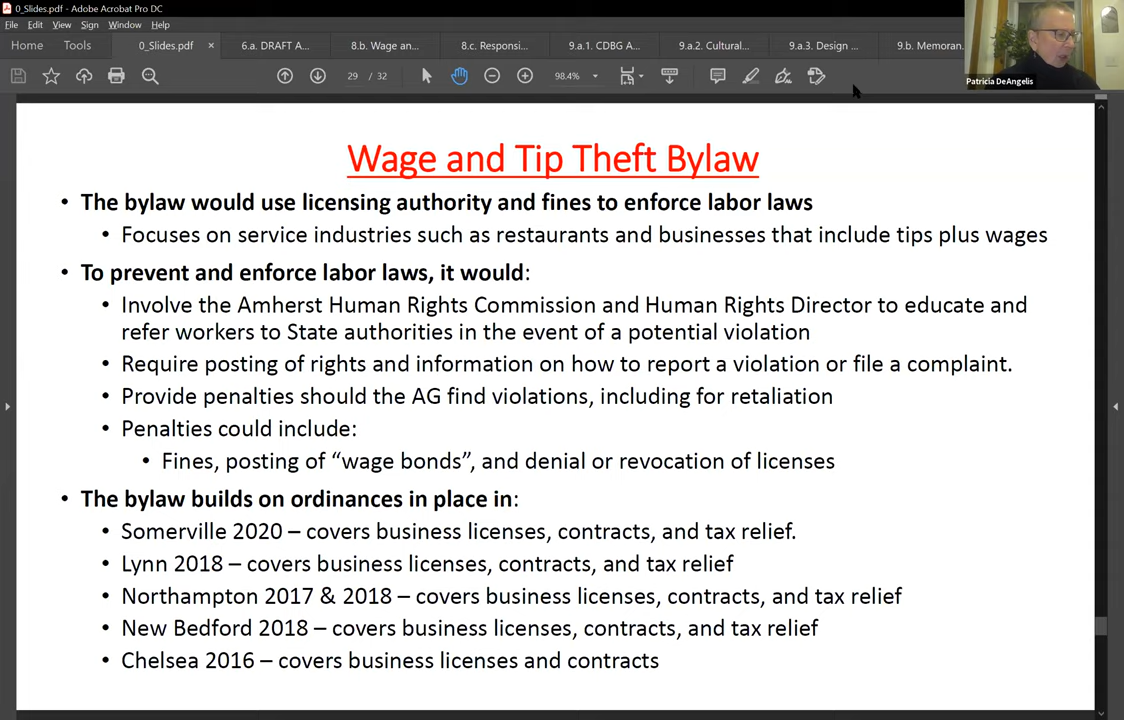 0_Slides.pdf - Adobe Acrobat Pro DC
File Edit View Sign Window Help
Home Tools 0_Slides.pdf × 6.a. DRAFT A... 8.b. Wage an... 8.c. Responsi... 9.a.1. CDBG A... 9.a.2. Cultural... 9.a.3. Design ... 9.b. Memoran...
29 / 32 98.4%
Patricia DeAngelis
Wage and Tip Theft Bylaw
• The bylaw would use licensing authority and fines to enforce labor laws
• Focuses on service industries such as restaurants and businesses that include tips plus wages
• To prevent and enforce labor laws, it would:
• Involve the Amherst Human Rights Commission and Human Rights Director to educate and
refer workers to State authorities in the event of a potential violation
• Require posting of rights and information on how to report a violation or file a complaint.
• Provide penalties should the AG find violations, including for retaliation
• Penalties could include:
• Fines, posting of “wage bonds”, and denial or revocation of licenses
• The bylaw builds on ordinances in place in:
• Somerville 2020 – covers business licenses, contracts, and tax relief.
• Lynn 2018 – covers business licenses, contracts, and tax relief
• Northampton 2017 & 2018 – covers business licenses, contracts, and tax relief
• New Bedford 2018 – covers business licenses, contracts, and tax relief
• Chelsea 2016 – covers business licenses and contracts